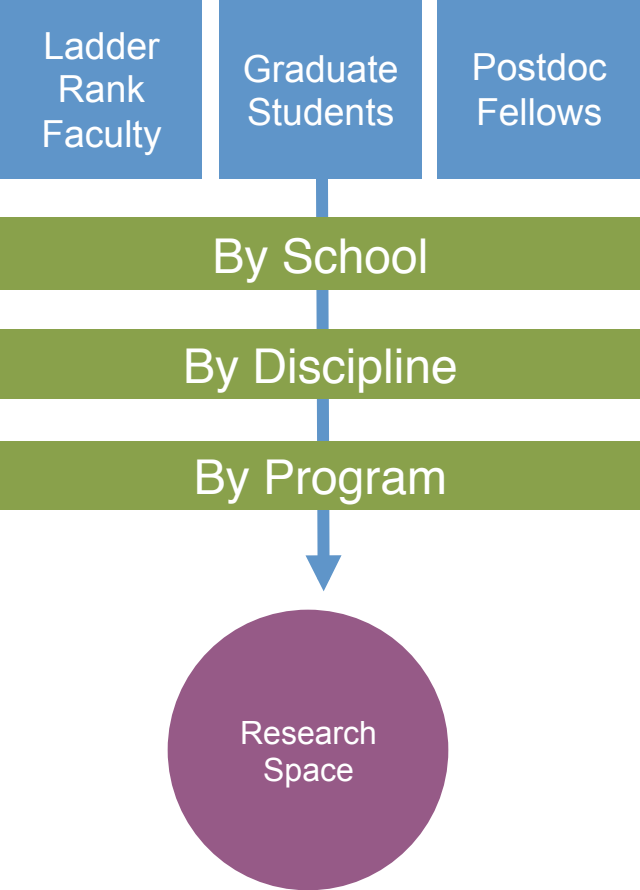 Ladder
Rank
Faculty
Graduate
Students
Postdoc
Fellows
By School
By Discipline
By Program
Research
Space